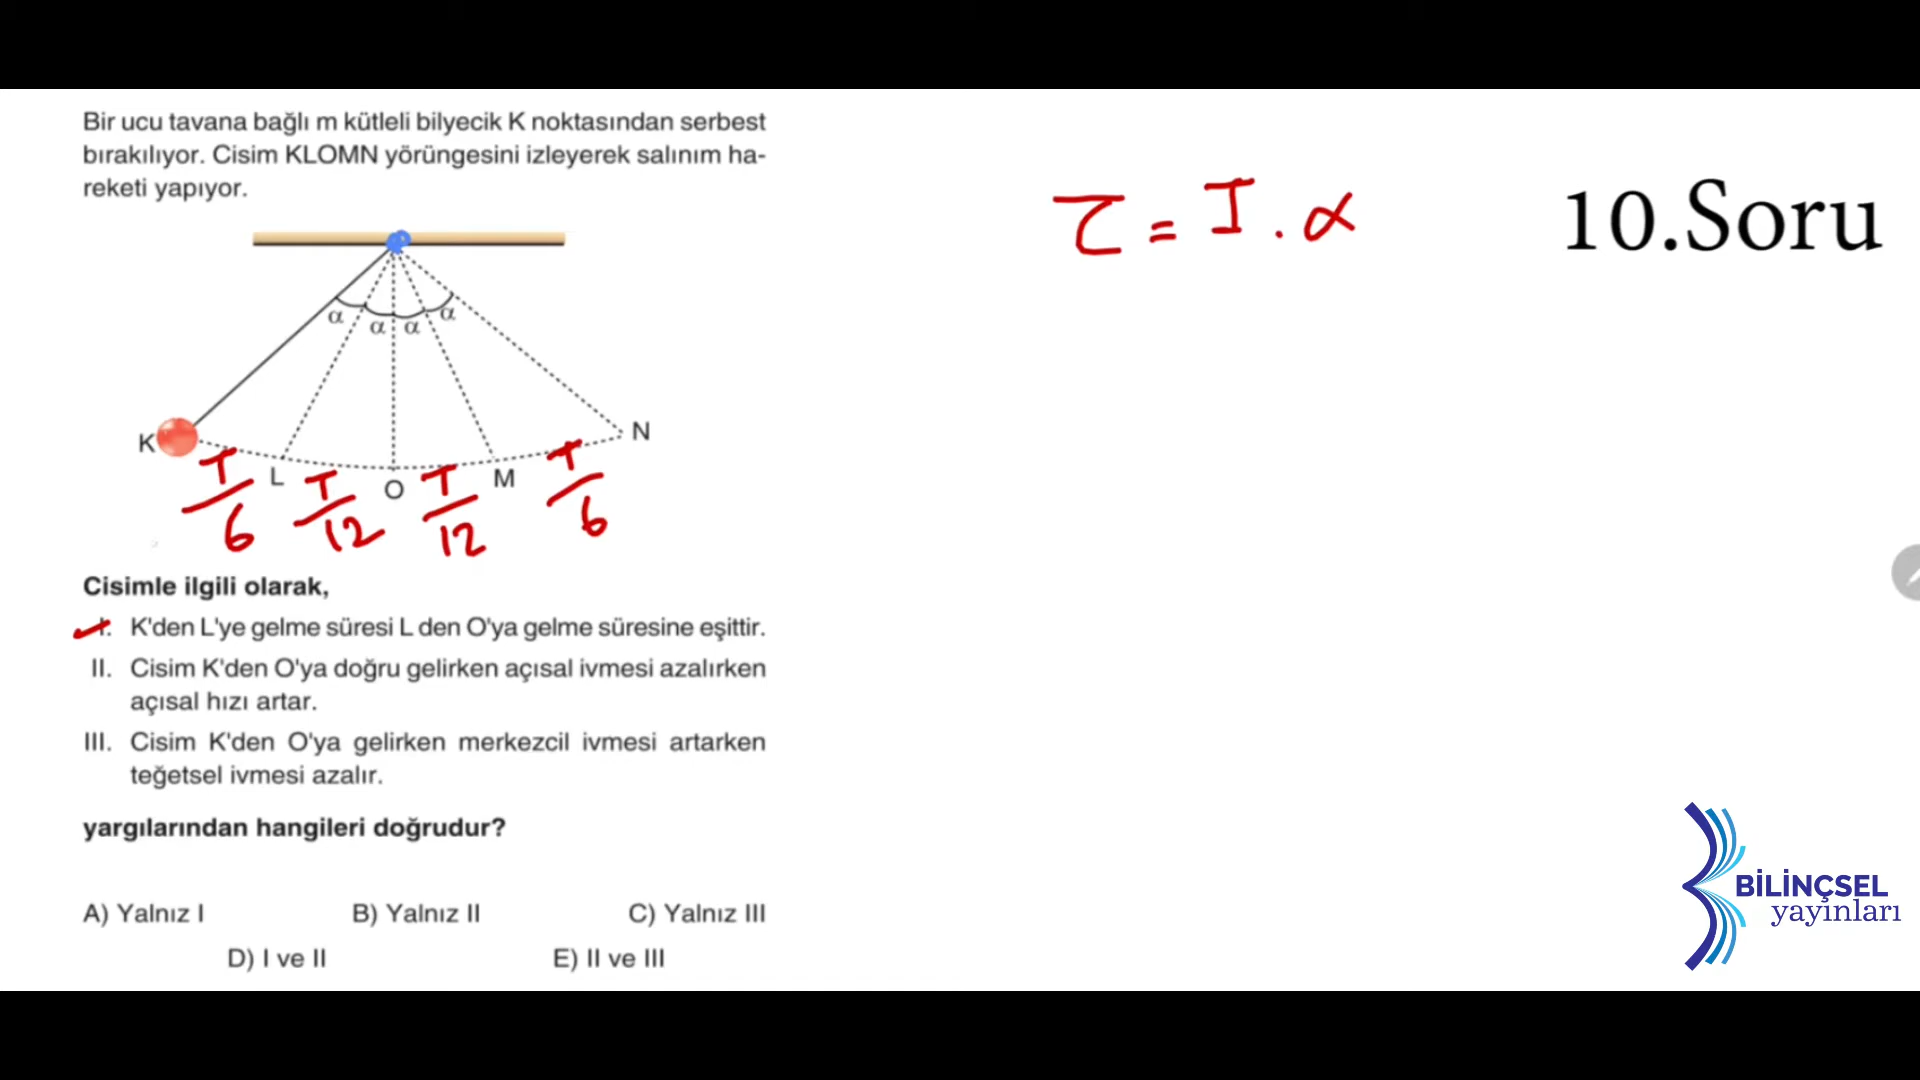 Bir ucu tavana bağlı m kütleli bilyecik K noktasından serbest
bırakılıyor. Cisim KLOMN yörüngesini izleyerek salınım ha-
reketi yapıyor.
τ = I . α
10.Soru
α α α α
K L O M N
T/6 T/12 T/12 T/6
Cisimle ilgili olarak,
I. K'den L'ye gelme süresi L den O'ya gelme süresine eşittir.
II. Cisim K'den O'ya doğru gelirken açısal ivmesi azalırken
açısal hızı artar.
III. Cisim K'den O'ya gelirken merkezcil ivmesi artarken
teğetsel ivmesi azalır.
yargılarından hangileri doğrudur?
A) Yalnız I B) Yalnız II C) Yalnız III
D) I ve II E) II ve III
BİLİNÇSEL
yayınları